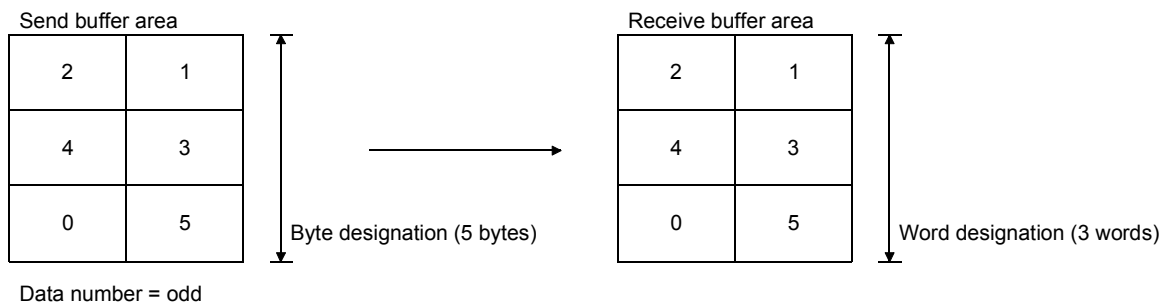 Send buffer area
Receive buffer area
2 1
2 1
4 3
4 3
0 5
Byte designation (5 bytes)
0 5
Word designation (3 words)
Data number = odd